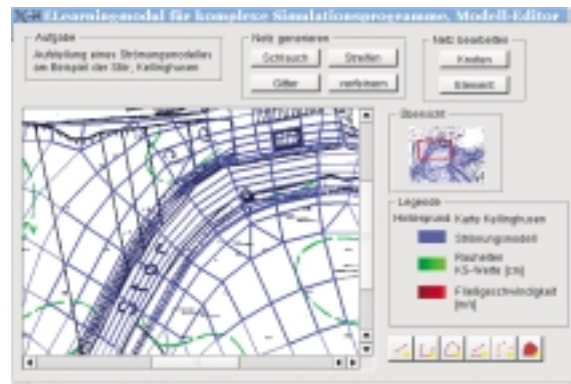 ELearningmodul für komplexe Simulationsprogramme, Modell-Editor
Aufgabe
Aufstellung eines Strömungsmodelles
am Beispiel der Stör, Kellinghusen
Netz generieren
Schlauch
Streifen
Gitter
verfeinern
Netz bearbeiten
Knoten
Element
Übersicht
Stör
Legende
Hintergrund Karte Kellinghusen
Strömungsmodell
Rauheiten
KS-Werte [cm]
Fließgeschwindigkeit
[m/s]